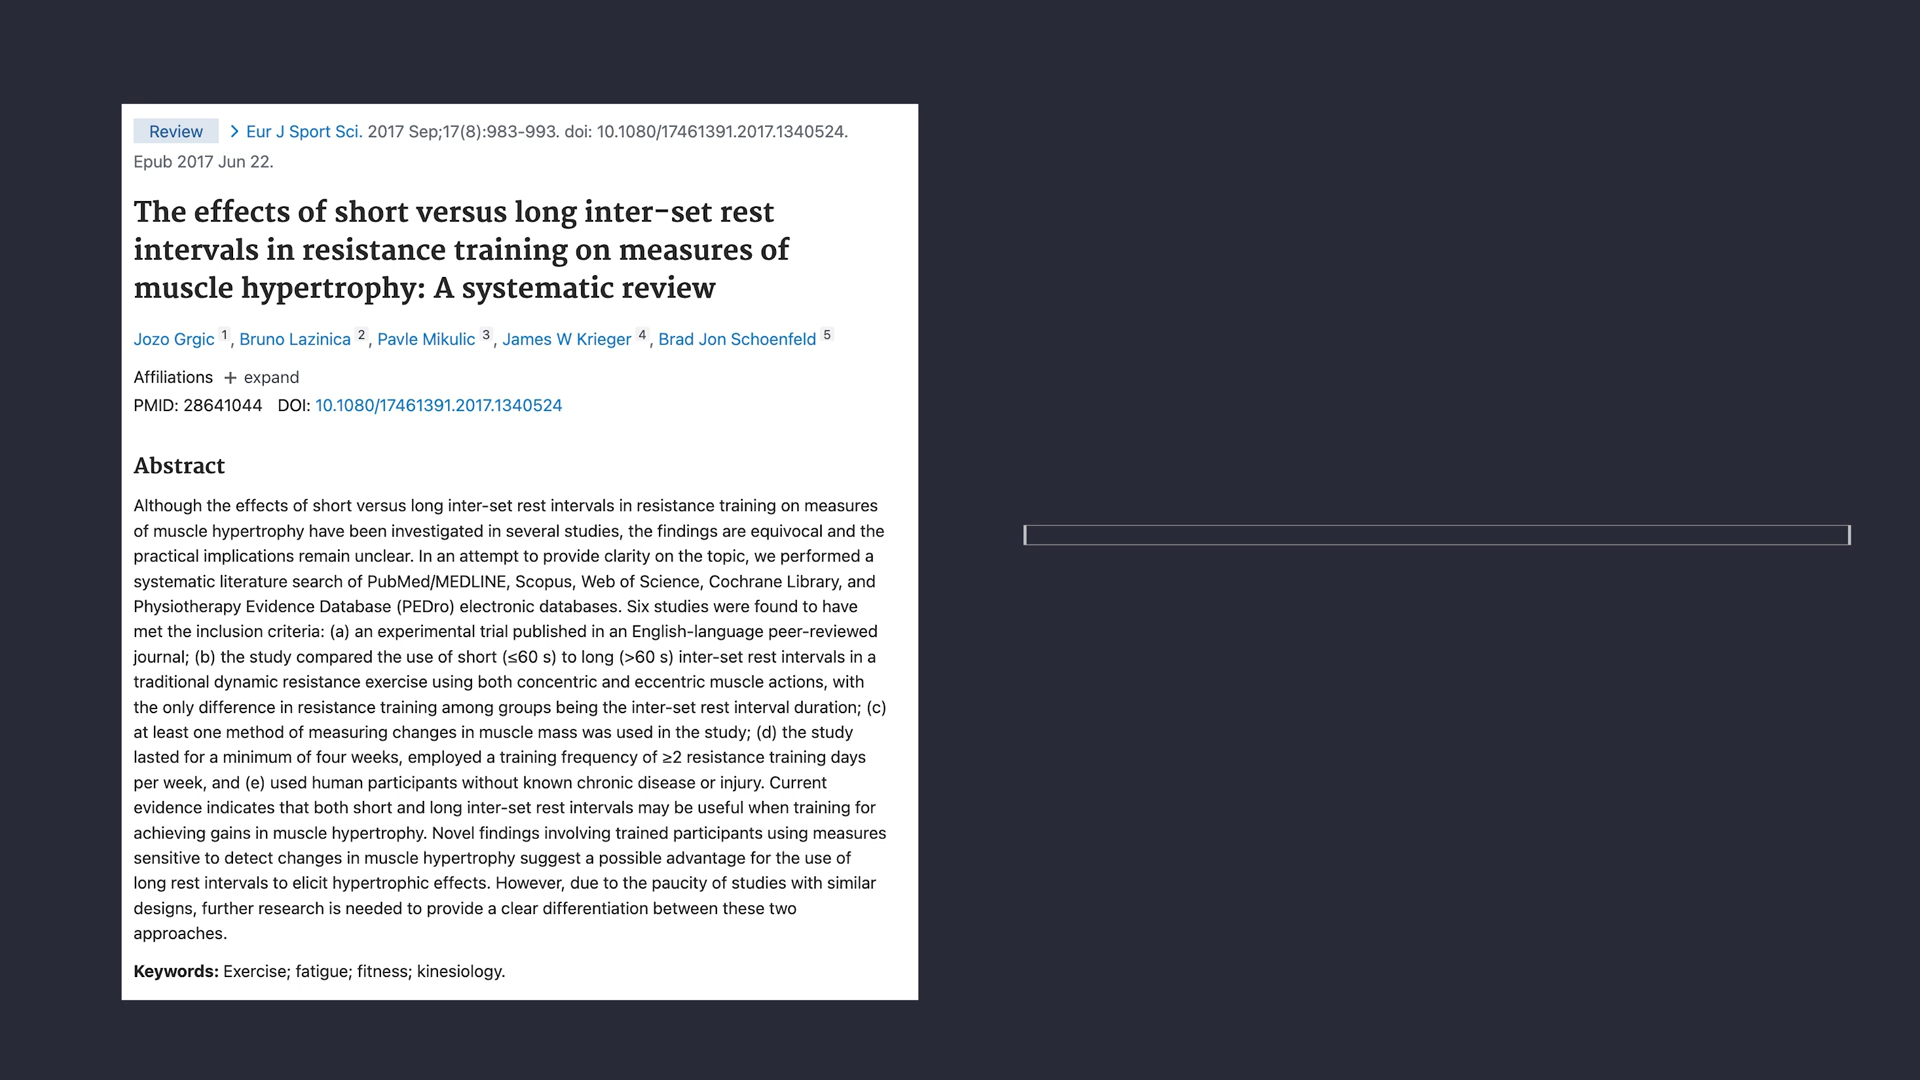 Review > Eur J Sport Sci. 2017 Sep;17(8):983-993. doi: 10.1080/17461391.2017.1340524.
Epub 2017 Jun 22.
The effects of short versus long inter-set rest
intervals in resistance training on measures of
muscle hypertrophy: A systematic review
Jozo Grgic 1, Bruno Lazinica 2, Pavle Mikulic 3, James W Krieger 4, Brad Jon Schoenfeld 5
Affiliations + expand
PMID: 28641044 DOI: 10.1080/17461391.2017.1340524
Abstract
Although the effects of short versus long inter-set rest intervals in resistance training on measures
of muscle hypertrophy have been investigated in several studies, the findings are equivocal and the
practical implications remain unclear. In an attempt to provide clarity on the topic, we performed a
systematic literature search of PubMed/MEDLINE, Scopus, Web of Science, Cochrane Library, and
Physiotherapy Evidence Database (PEDro) electronic databases. Six studies were found to have
met the inclusion criteria: (a) an experimental trial published in an English-language peer-reviewed
journal; (b) the study compared the use of short (≤60 s) to long (>60 s) inter-set rest intervals in a
traditional dynamic resistance exercise using both concentric and eccentric muscle actions, with
the only difference in resistance training among groups being the inter-set rest interval duration; (c)
at least one method of measuring changes in muscle mass was used in the study; (d) the study
lasted for a minimum of four weeks, employed a training frequency of ≥2 resistance training days
per week, and (e) used human participants without known chronic disease or injury. Current
evidence indicates that both short and long inter-set rest intervals may be useful when training for
achieving gains in muscle hypertrophy. Novel findings involving trained participants using measures
sensitive to detect changes in muscle hypertrophy suggest a possible advantage for the use of
long rest intervals to elicit hypertrophic effects. However, due to the paucity of studies with similar
designs, further research is needed to provide a clear differentiation between these two
approaches.
Keywords: Exercise; fatigue; fitness; kinesiology.